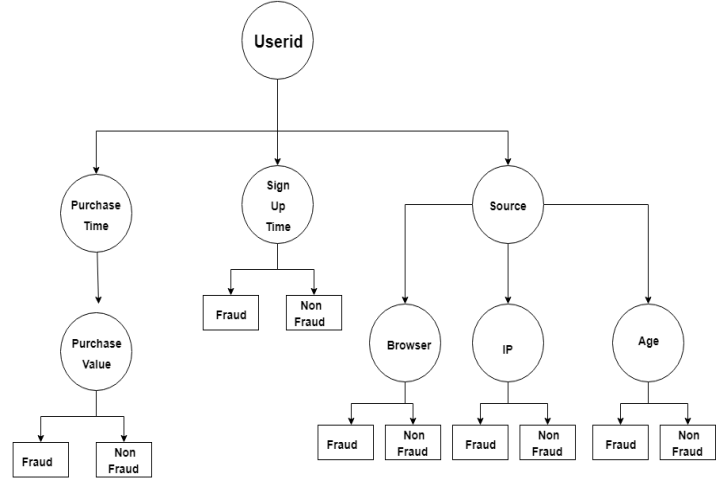 Userid
Purchase
Time
Sign
Up
Time
Source
Fraud
Non
Fraud
Purchase
Value
Browser
IP
Age
Fraud
Non
Fraud
Fraud
Non
Fraud
Fraud
Non
Fraud
Fraud
Non
Fraud